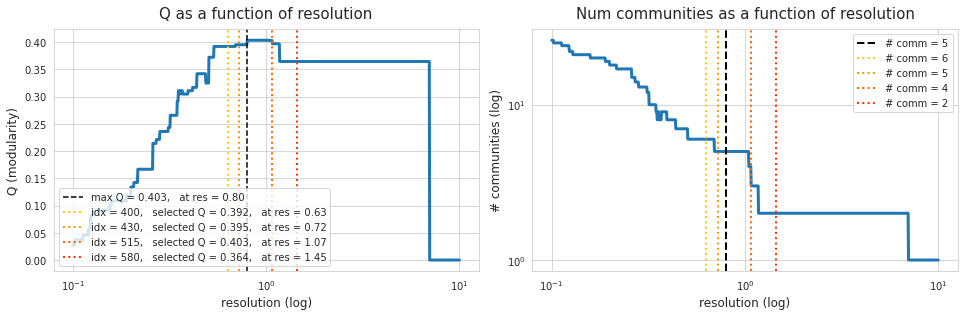 Q as a function of resolution
Q (modularity)
0.40
0.35
0.30
0.25
0.20
0.15
0.10
0.05
0.00
max Q = 0.403,   at res = 0.80
idx = 400,   selected Q = 0.392,   at res = 0.63
idx = 430,   selected Q = 0.395,   at res = 0.72
idx = 515,   selected Q = 0.403,   at res = 1.07
idx = 580,   selected Q = 0.364,   at res = 1.45
10⁻¹ 10⁰ 10¹
resolution (log)
Num communities as a function of resolution
# communities (log)
10¹
10⁰
# comm = 5
# comm = 6
# comm = 5
# comm = 4
# comm = 2
10⁻¹ 10⁰ 10¹
resolution (log)